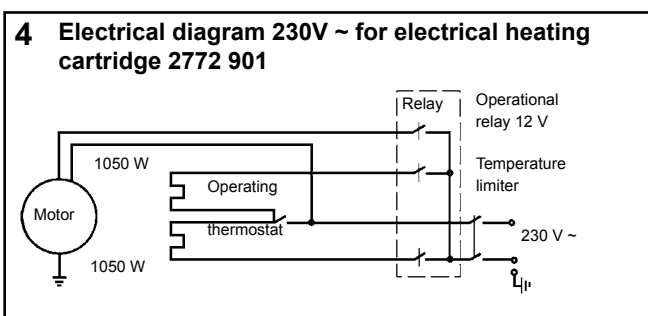 4 Electrical diagram 230V ~ for electrical heating
cartridge 2772 901
Relay
Operational
relay 12 V
1050 W
Temperature
limiter
Operating
thermostat
Motor
230 V ~
1050 W